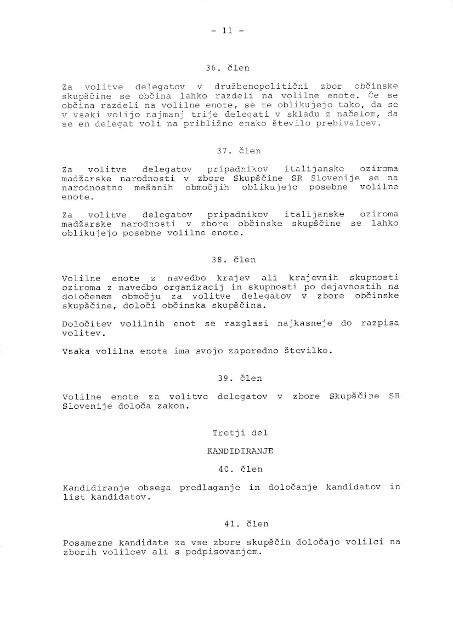 - 11 -
36. člen
Za volitve delegatov v družbenopolitični zbor občinske
skupščine se občina lahko razdeli na volilne enote. Če se
občina razdeli na volilne enote, se te oblikujejo tako, da se
v vsaki volijo najmanj trije delegati v skladu z načelom, da
se en delegat voli na približno enako število prebivalcev.
37. člen
Za volitve delegatov pripadnikov italijanske oziroma
madžarske narodnosti v zbore Skupščine SR Slovenije se na
narodnostno mešanih območjih oblikujejo posebne volilne
enote.
Za volitve delegatov pripadnikov italijanske oziroma
madžarske narodnosti v zbore občinske skupščine se lahko
oblikujejo posebne volilne enote.
38. člen
Volilne enote z navedbo krajev ali krajevnih skupnosti
oziroma z navedbo organizacij in skupnosti po dejavnostih na
določenem območju za volitve delegatov v zbore občinske
skupščine, določi občinska skupščina.
Določitev volilnih enot se razglasi najkasneje do razpisa
volitev.
Vsaka volilna enota ima svojo zaporedno številko.
39. člen
Volilne enote za volitve delegatov v zbore Skupščine SR
Slovenije določa zakon.
Tretji del
KANDIDIRANJE
40. člen
Kandidiranje obsega predlaganje in določanje kandidatov in
list kandidatov.
41. člen
Posamezne kandidate za vse zbore skupščin določajo volilci na
zborih volilcev ali s podpisovanjem.